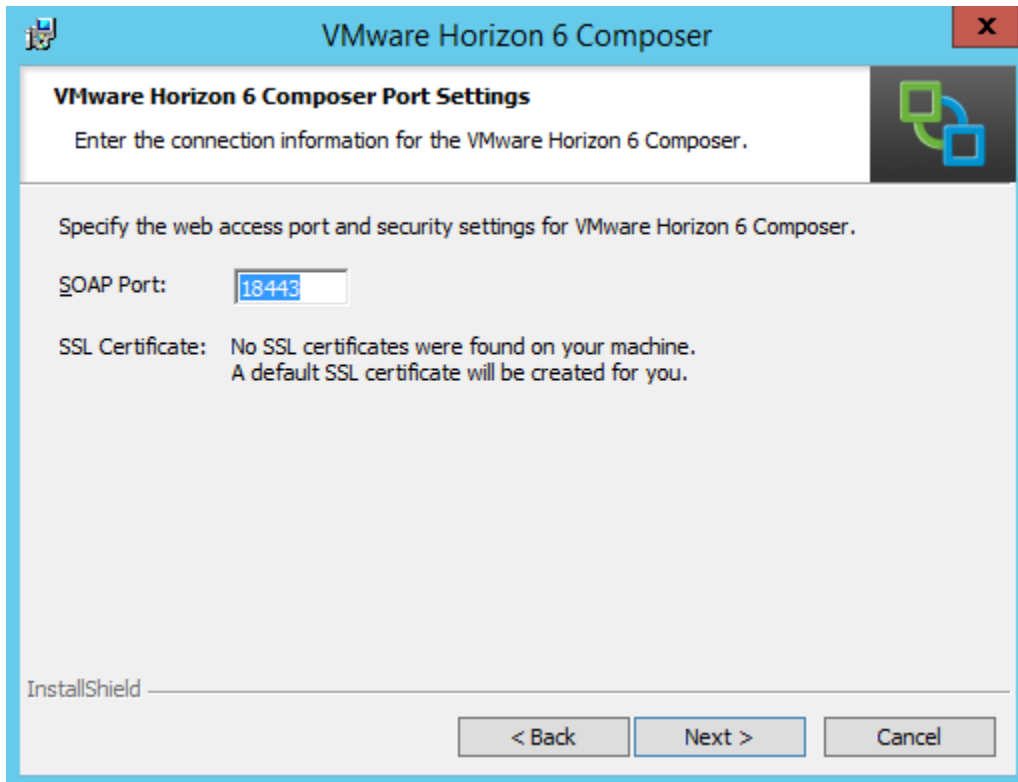 VMware Horizon 6 Composer
x
VMware Horizon 6 Composer Port Settings
Enter the connection information for the VMware Horizon 6 Composer.
Specify the web access port and security settings for VMware Horizon 6 Composer.
SOAP Port: 18443
SSL Certificate: No SSL certificates were found on your machine.
A default SSL certificate will be created for you.
InstallShield
< Back Next > Cancel